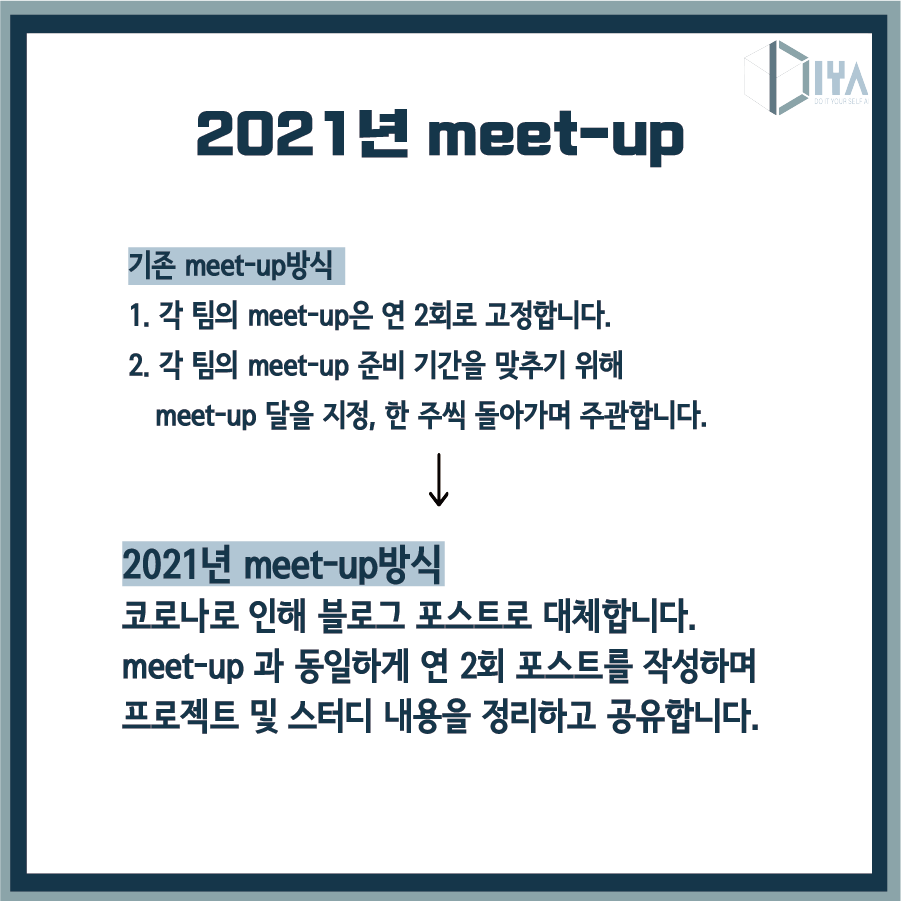 DIYA
DO IT YOUR SELF AI
2021년 meet-up
기존 meet-up방식
1. 각 팀의 meet-up은 연 2회로 고정합니다.
2. 각 팀의 meet-up 준비 기간을 맞추기 위해
meet-up 달을 지정, 한 주씩 돌아가며 주관합니다.
2021년 meet-up방식
코로나로 인해 블로그 포스트로 대체합니다.
meet-up 과 동일하게 연 2회 포스트를 작성하며
프로젝트 및 스터디 내용을 정리하고 공유합니다.